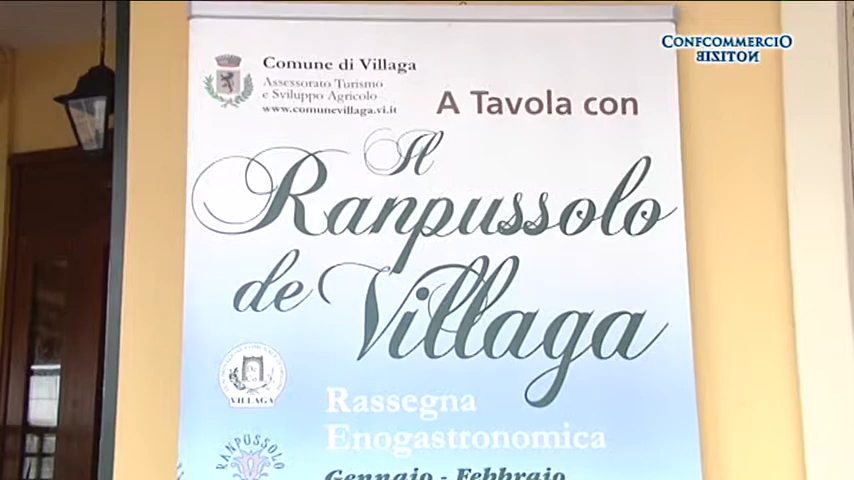 CONFCOMMERCIO
NOTIZIE
Comune di Villaga
Assessorato Turismo
e Sviluppo Agricolo
www.comunevillaga.vi.it
A Tavola con
Il
Ranpussolo
de Villaga
VILLAGA
Rassegna
Enogastronomica
RANPUSSOLO
Gennaio - Febbraio